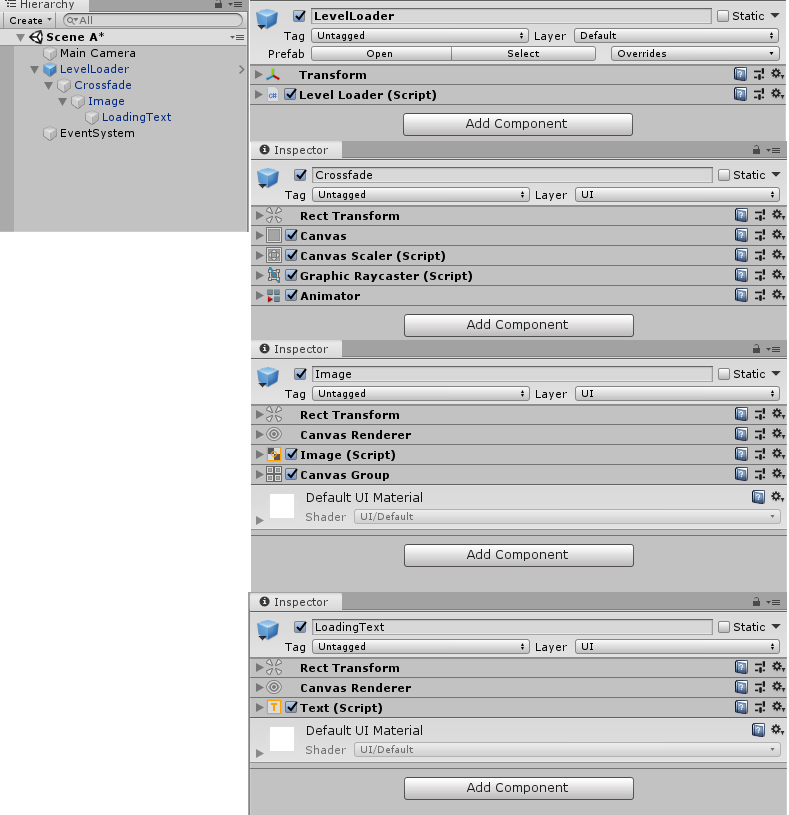 Hierarchy
Create
All
Scene A*
Main Camera
LevelLoader
Crossfade
Image
LoadingText
EventSystem
LevelLoader
Static
Tag Untagged Layer Default
Prefab Open Select Overrides
Transform
Level Loader (Script)
Add Component
Inspector
Crossfade
Static
Tag Untagged Layer UI
Rect Transform
Canvas
Canvas Scaler (Script)
Graphic Raycaster (Script)
Animator
Add Component
Inspector
Image
Static
Tag Untagged Layer UI
Rect Transform
Canvas Renderer
Image (Script)
Canvas Group
Default UI Material
Shader UI/Default
Add Component
Inspector
LoadingText
Static
Tag Untagged Layer UI
Rect Transform
Canvas Renderer
Text (Script)
Default UI Material
Shader UI/Default
Add Component